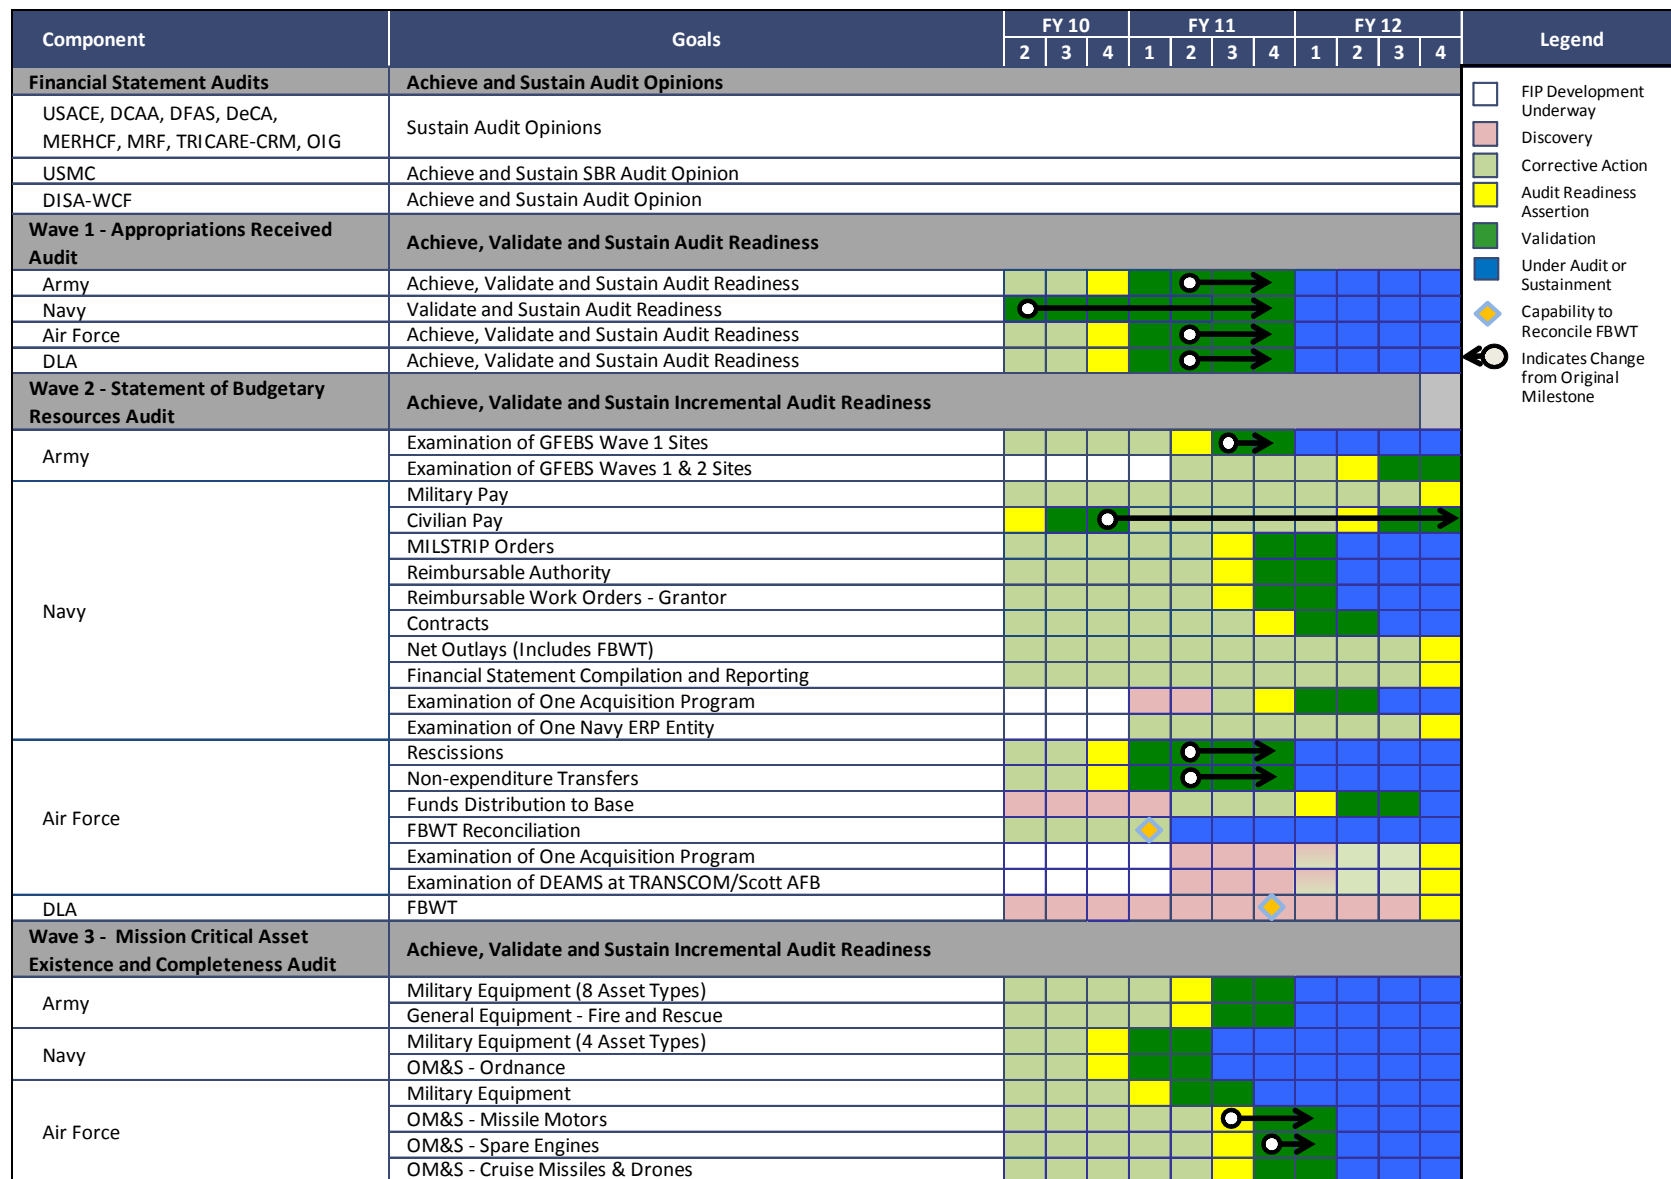 Component
Goals
FY 10
FY 11
FY 12
Legend
2 3 4 1 2 3 4 1 2 3 4
Financial Statement Audits
Achieve and Sustain Audit Opinions
USACE, DCAA, DFAS, DeCA,
MERHCF, MRF, TRICARE-CRM, OIG
Sustain Audit Opinions
USMC
Achieve and Sustain SBR Audit Opinion
DISA-WCF
Achieve and Sustain Audit Opinion
Wave 1 - Appropriations Received
Audit
Achieve, Validate and Sustain Audit Readiness
Army
Achieve, Validate and Sustain Audit Readiness
Navy
Validate and Sustain Audit Readiness
Air Force
Achieve, Validate and Sustain Audit Readiness
DLA
Achieve, Validate and Sustain Audit Readiness
Wave 2 - Statement of Budgetary
Resources Audit
Achieve, Validate and Sustain Incremental Audit Readiness
Army
Examination of GFEBS Wave 1 Sites
Examination of GFEBS Waves 1 & 2 Sites
Navy
Military Pay
Civilian Pay
MILSTRIP Orders
Reimbursable Authority
Reimbursable Work Orders - Grantor
Contracts
Net Outlays (Includes FBWT)
Financial Statement Compilation and Reporting
Examination of One Acquisition Program
Examination of One Navy ERP Entity
Air Force
Rescissions
Non-expenditure Transfers
Funds Distribution to Base
FBWT Reconciliation
Examination of One Acquisition Program
Examination of DEAMS at TRANSCOM/Scott AFB
DLA
FBWT
Wave 3 - Mission Critical Asset
Existence and Completeness Audit
Achieve, Validate and Sustain Incremental Audit Readiness
Army
Military Equipment (8 Asset Types)
General Equipment - Fire and Rescue
Navy
Military Equipment (4 Asset Types)
OM&S - Ordnance
Air Force
Military Equipment
OM&S - Missile Motors
OM&S - Spare Engines
OM&S - Cruise Missiles & Drones
FIP Development
Underway
Discovery
Corrective Action
Audit Readiness
Assertion
Validation
Under Audit or
Sustainment
Capability to
Reconcile FBWT
Indicates Change
from Original
Milestone